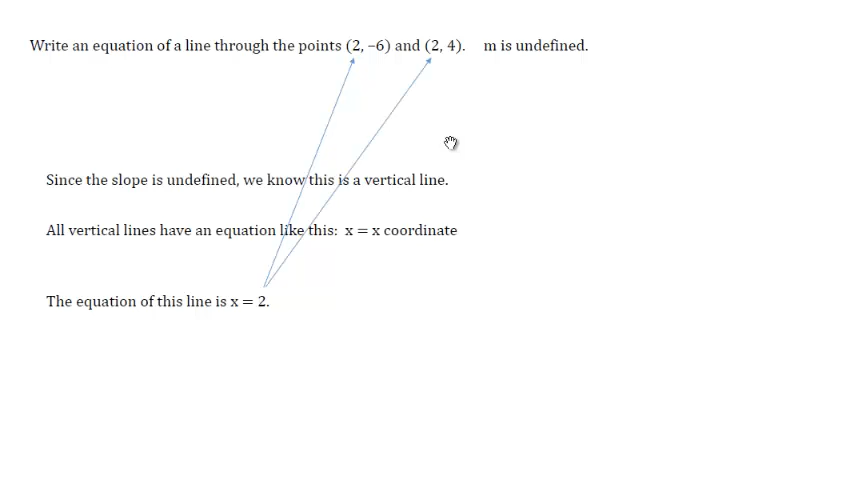 Write an equation of a line through the points (2, −6) and (2, 4).    m is undefined.
Since the slope is undefined, we know this is a vertical line.
All vertical lines have an equation like this:  x = x coordinate
The equation of this line is x = 2.